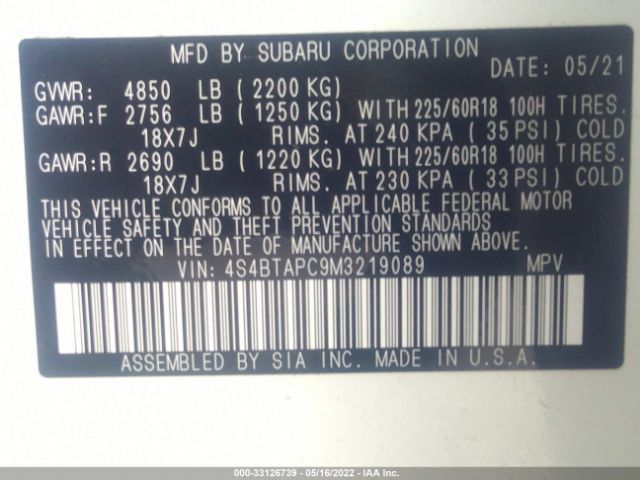 MFD BY SUBARU CORPORATION
DATE: 05/21
GVWR: 4850 LB (2200 KG)
GAWR:F 2756 LB (1250 KG) WITH 225/60R18 100H TIRES.
18X7J RIMS. AT 240 KPA (35 PSI) COLD
GAWR:R 2690 LB (1220 KG) WITH 225/60R18 100H TIRES.
18X7J RIMS. AT 230 KPA (33 PSI) COLD
THIS VEHICLE CONFORMS TO ALL APPLICABLE FEDERAL MOTOR
VEHICLE SAFETY AND THEFT PREVENTION STANDARDS
IN EFFECT ON THE DATE OF MANUFACTURE SHOWN ABOVE.
VIN: 4S4BTAPC9M3219089 MPV
ASSEMBLED BY SIA INC. MADE IN U.S.A.
000-33126739 - 05/16/2022 - IAAI.com